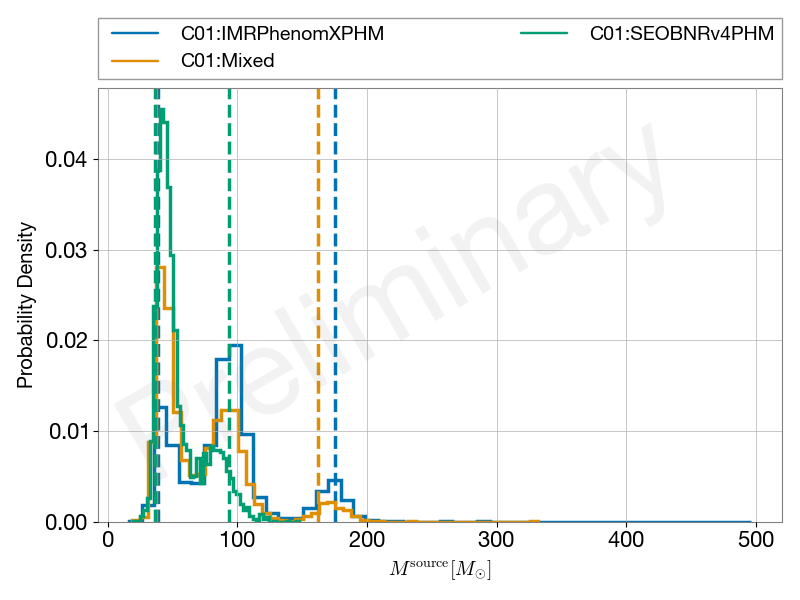 C01:IMRPhenomXPHM
C01:Mixed
C01:SEOBNRv4PHM
Preliminary
Probability Density
0.04
0.03
0.02
0.01
0.00
0 100 200 300 400 500
M^source [M_⊙]